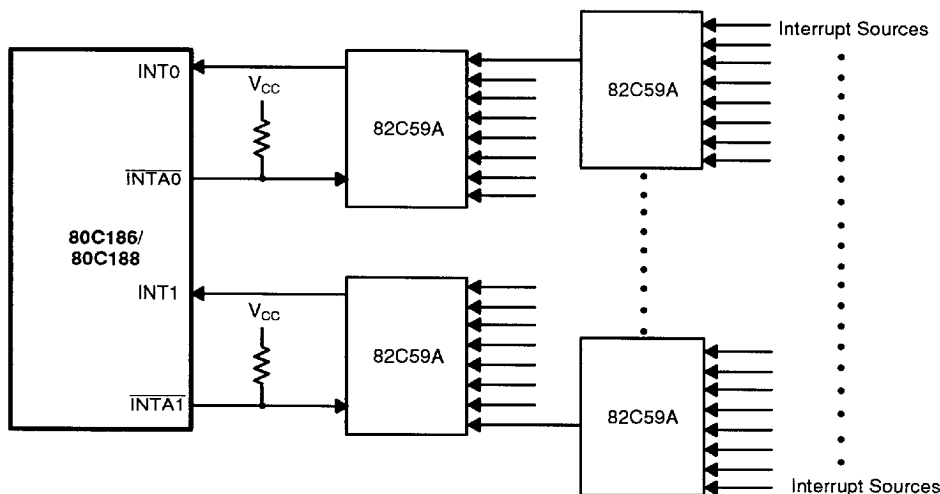 Interrupt Sources
INT0
VCC
82C59A
82C59A
INTA0
80C186/
80C188
INT1
VCC
82C59A
82C59A
INTA1
Interrupt Sources